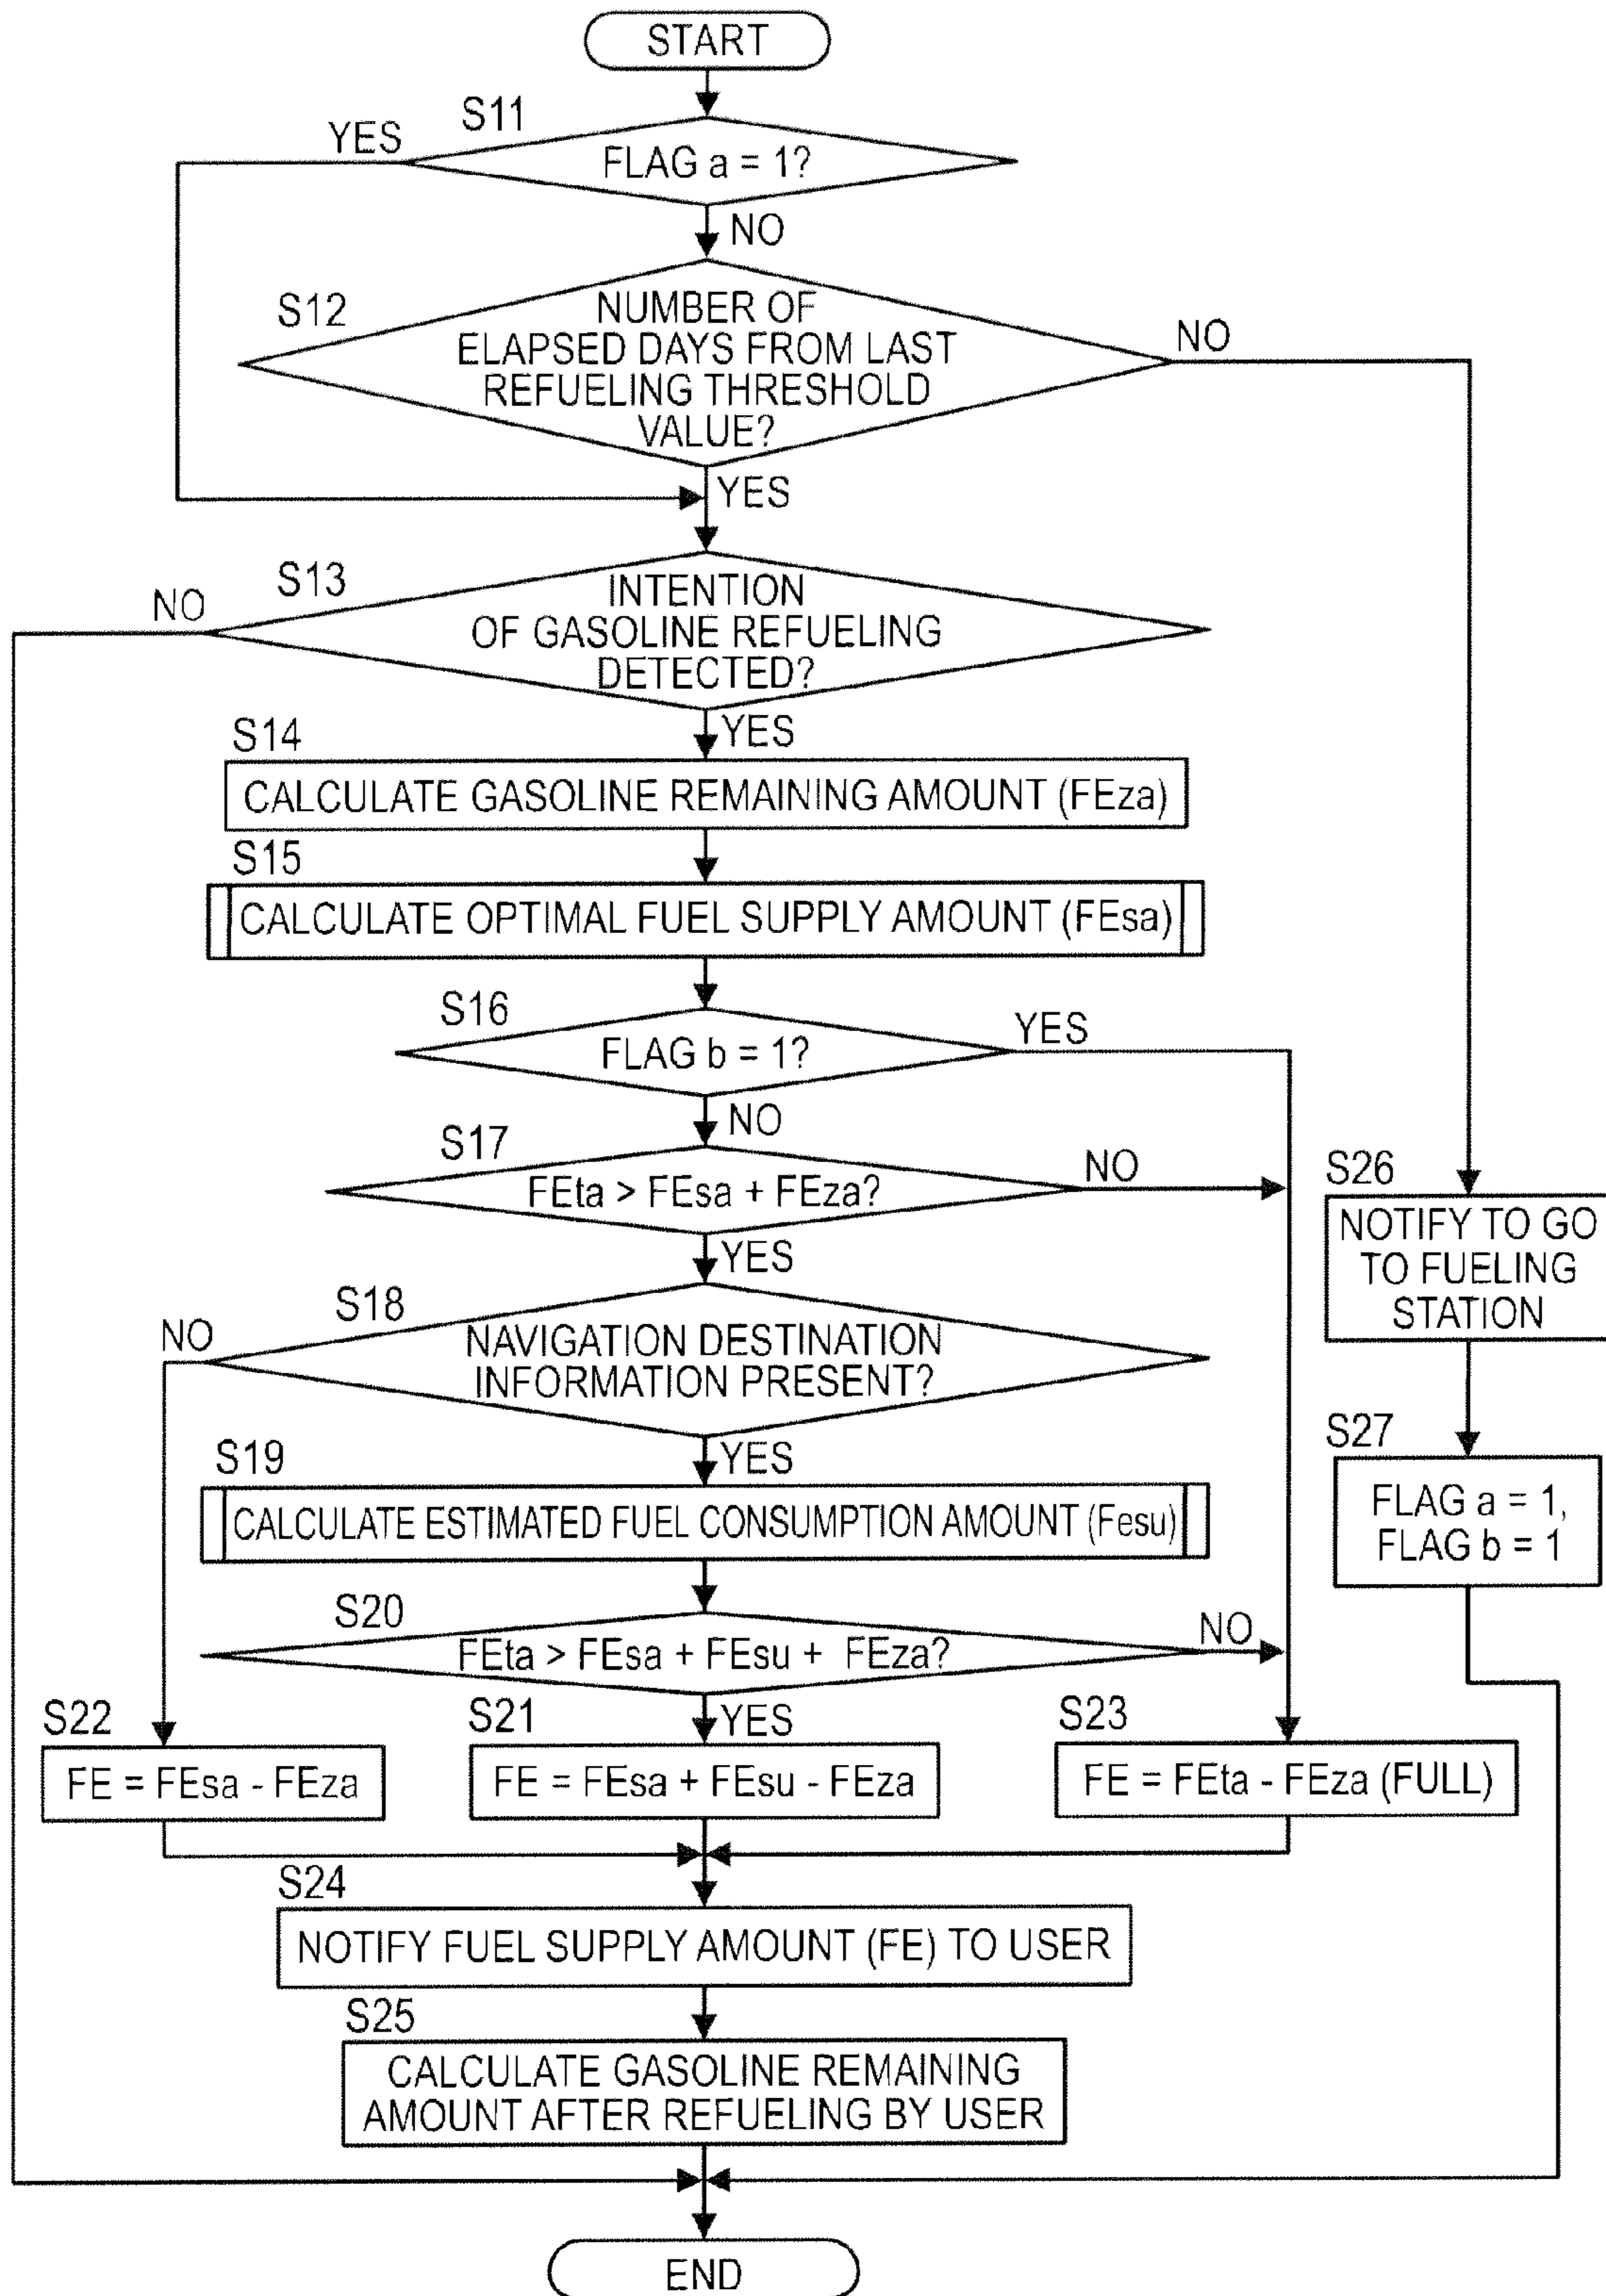 START
S11
YES
FLAG a = 1?
NO
S12
NUMBER OF
ELAPSED DAYS FROM LAST
REFUELING THRESHOLD
VALUE?
NO
YES
S13
NO
INTENTION
OF GASOLINE REFUELING
DETECTED?
YES
S14
CALCULATE GASOLINE REMAINING AMOUNT (FEza)
S15
CALCULATE OPTIMAL FUEL SUPPLY AMOUNT (FEsa)
S16
FLAG b = 1?
YES
NO
S17
FEta > FEsa + FEza?
NO
YES
S18
NO
NAVIGATION DESTINATION
INFORMATION PRESENT?
YES
S19
CALCULATE ESTIMATED FUEL CONSUMPTION AMOUNT (Fesu)
S20
FEta > FEsa + FEsu + FEza?
NO
YES
S22
FE = FEsa - FEza
S21
FE = FEsa + FEsu - FEza
S23
FE = FEta - FEza (FULL)
S24
NOTIFY FUEL SUPPLY AMOUNT (FE) TO USER
S25
CALCULATE GASOLINE REMAINING
AMOUNT AFTER REFUELING BY USER
S26
NOTIFY TO GO
TO FUELING
STATION
S27
FLAG a = 1,
FLAG b = 1
END